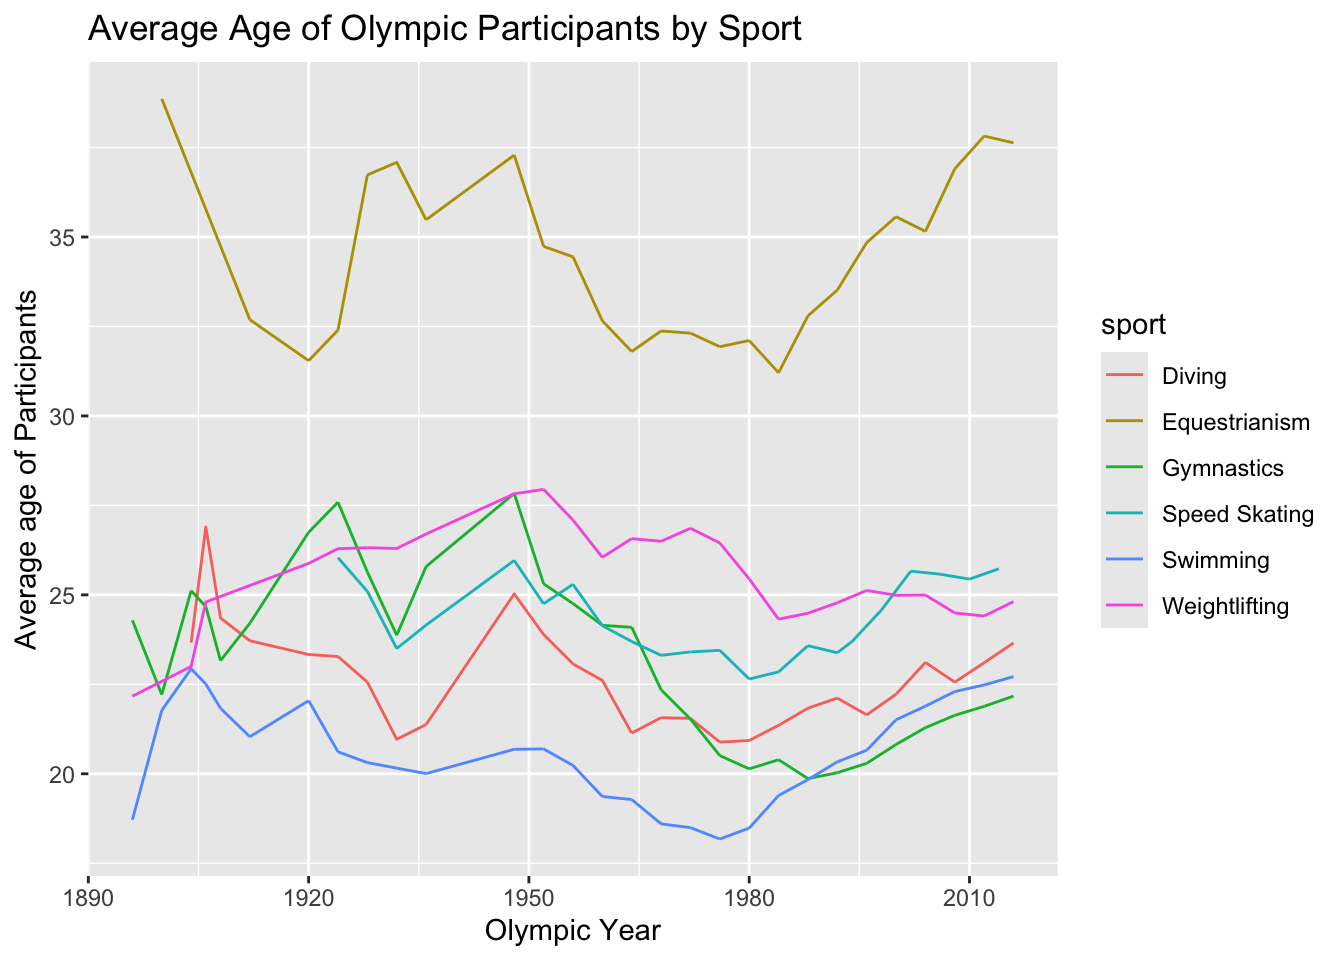 Average Age of Olympic Participants by Sport
Average age of Participants
35
30
25
20
1890
1920
1950
1980
2010
Olympic Year
sport
Diving
Equestrianism
Gymnastics
Speed Skating
Swimming
Weightlifting